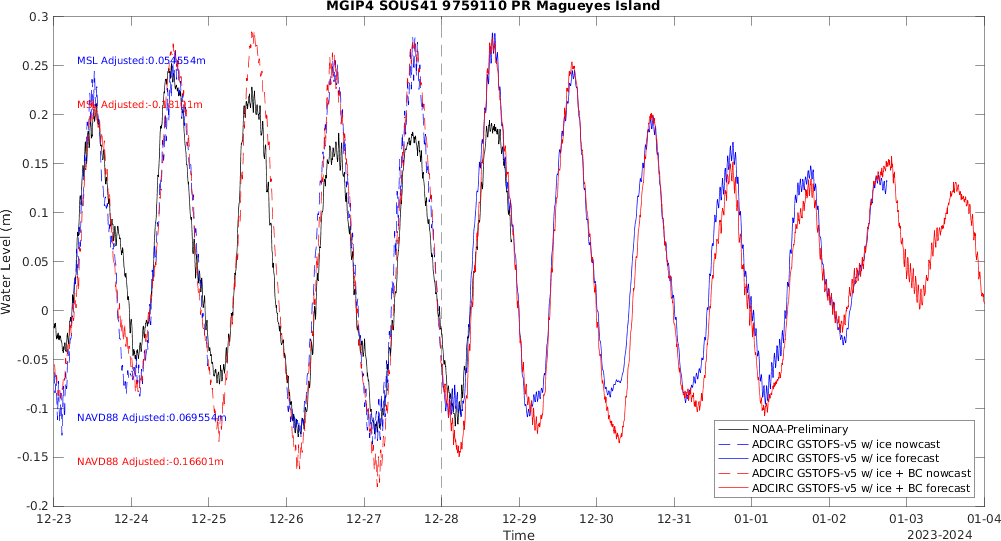 MGIP4 SOUS41 9759110 PR Magueyes Island
0.3
0.25
0.2
0.15
0.1
0.05
0
-0.05
-0.1
-0.15
-0.2
Water Level (m)
MSL Adjusted:0.054554m
MSL Adjusted:-0.18101m
NAVD88 Adjusted:0.069554m
NAVD88 Adjusted:-0.16601m
NOAA-Preliminary
ADCIRC GSTOFS-v5 w/ ice nowcast
ADCIRC GSTOFS-v5 w/ ice forecast
ADCIRC GSTOFS-v5 w/ ice + BC nowcast
ADCIRC GSTOFS-v5 w/ ice + BC forecast
12-23 12-24 12-25 12-26 12-27 12-28 12-29 12-30 12-31 01-01 01-02 01-03 01-04
Time
2023-2024